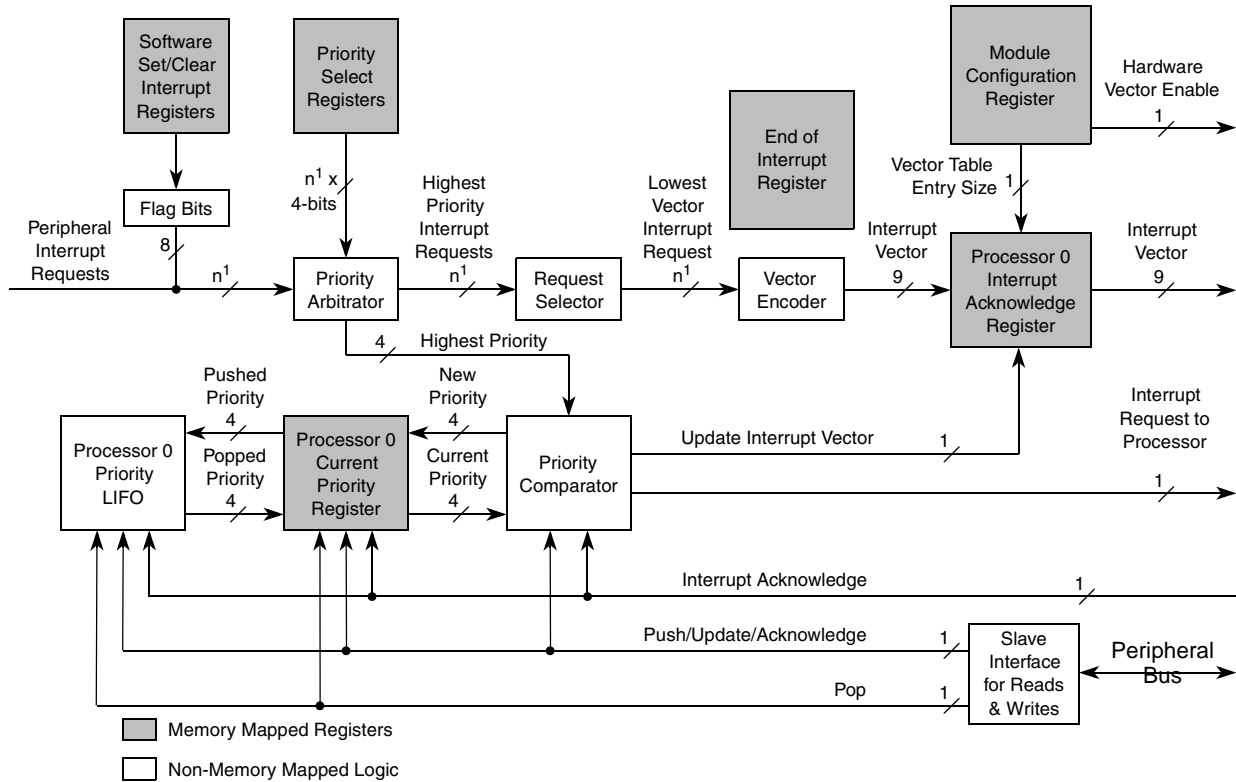 Software
Set/Clear
Interrupt
Registers
Priority
Select
Registers
Module
Configuration
Register
Hardware
Vector Enable
1
End of
Interrupt
Register
Vector Table
Entry Size
1
n1 x
4-bits
Flag Bits
8
Peripheral
Interrupt
Requests
n1
Priority
Arbitrator
Highest
Priority
Interrupt
Requests
n1
Request
Selector
Lowest
Vector
Interrupt
Request
n1
Vector
Encoder
Interrupt
Vector
9
Processor 0
Interrupt
Acknowledge
Register
Interrupt
Vector
9
4
Highest Priority
Pushed
Priority
4
New
Priority
4
Processor 0
Priority
LIFO
Popped
Priority
4
Processor 0
Current
Priority
Register
Current
Priority
4
Priority
Comparator
Update Interrupt Vector
1
Interrupt
Request to
Processor
1
Interrupt Acknowledge
1
Push/Update/Acknowledge
1
Pop
1
Slave
Interface
for Reads
& Writes
Peripheral
Bus
Memory Mapped Registers
Non-Memory Mapped Logic